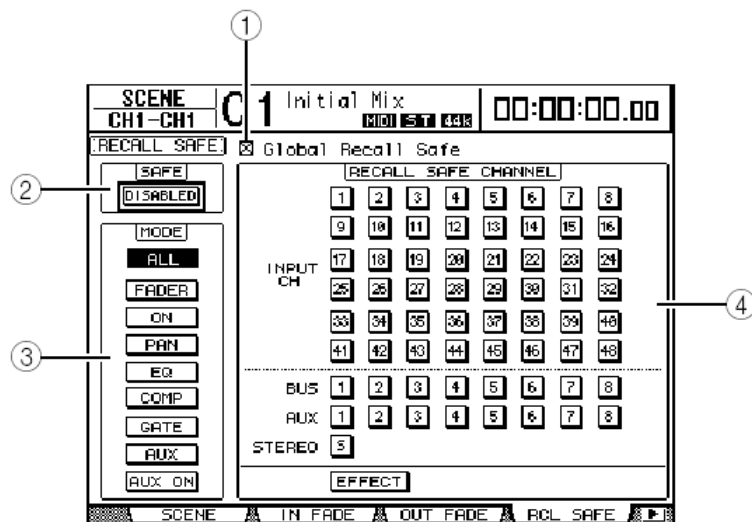 1
SCENE
CH1-CH1
01 Initial Mix
MIDI ST 44k
00:00:00.00
RECALL SAFE
Global Recall Safe
2
SAFE
DISABLED
RECALL SAFE CHANNEL
1 2 3 4 5 6 7 8
9 10 11 12 13 14 15 16
INPUT CH
17 18 19 20 21 22 23 24
25 26 27 28 29 30 31 32
33 34 35 36 37 38 39 40
41 42 43 44 45 46 47 48
4
3
MODE
ALL
FADER
ON
PAN
EQ
COMP
GATE
AUX
AUX ON
BUS 1 2 3 4 5 6 7 8
AUX 1 2 3 4 5 6 7 8
STEREO S
EFFECT
SCENE IN FADE OUT FADE RCL SAFE